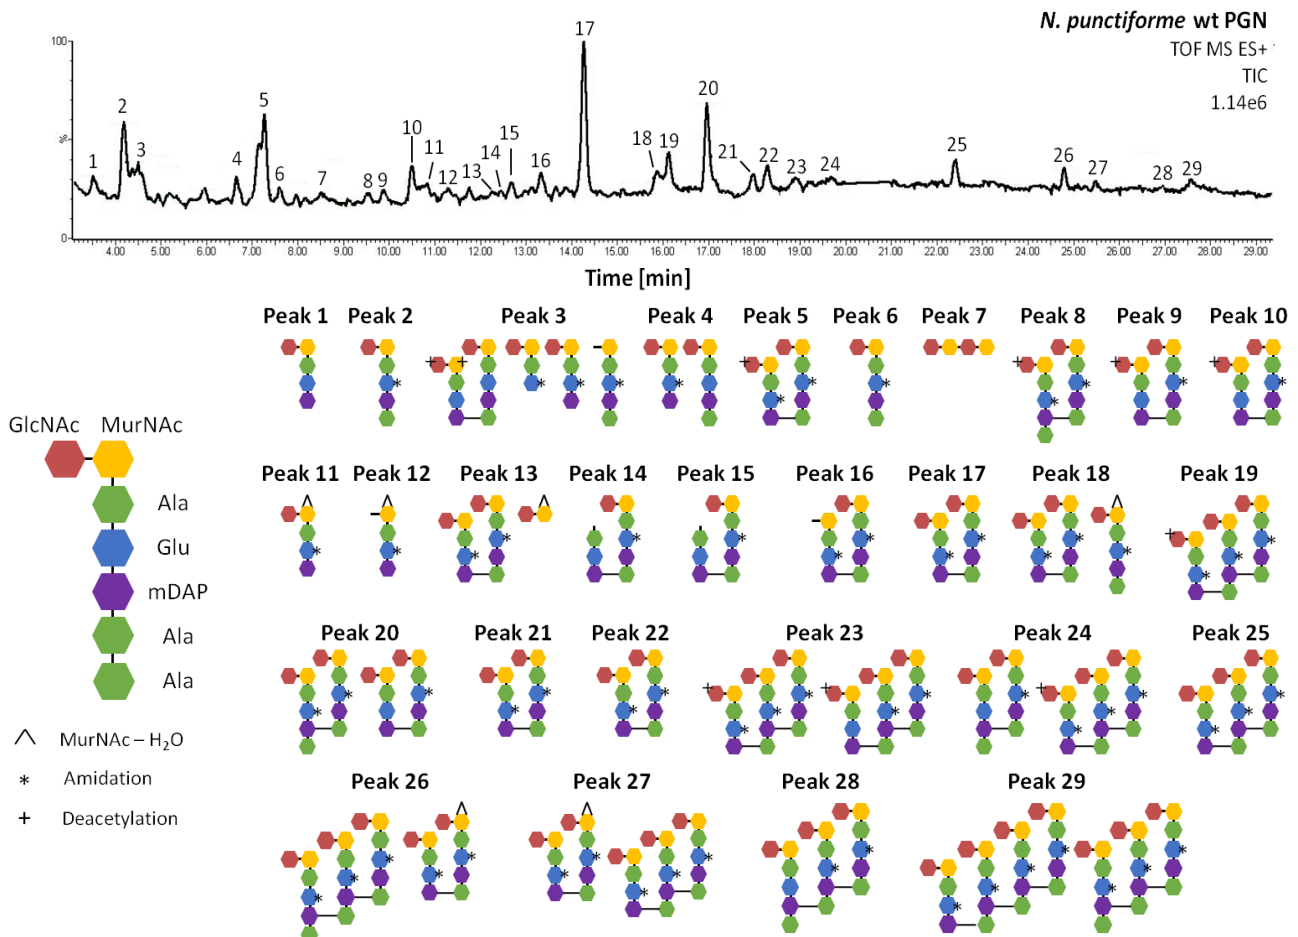 N. punctiforme wt PGN
TOF MS ES+
TIC
1.14e6
100
%
0
1 2 3 4 5 6 7 8 9 10 11 12 13 14 15 16 17 18 19 20 21 22 23 24 25 26 27 28 29
4.00 5.00 6.00 7.00 8.00 9.00 10.00 11.00 12.00 13.00 14.00 15.00 16.00 17.00 18.00 19.00 20.00 21.00 22.00 23.00 24.00 25.00 26.00 27.00 28.00 29.00
Time [min]
Peak 1 Peak 2 Peak 3 Peak 4 Peak 5 Peak 6 Peak 7 Peak 8 Peak 9 Peak 10
GlcNAc MurNAc
Ala
Glu
mDAP
Ala
Ala
Peak 11 Peak 12 Peak 13 Peak 14 Peak 15 Peak 16 Peak 17 Peak 18 Peak 19
Peak 20 Peak 21 Peak 22 Peak 23 Peak 24 Peak 25
MurNAc – H₂O
* Amidation
+ Deacetylation
Peak 26 Peak 27 Peak 28 Peak 29